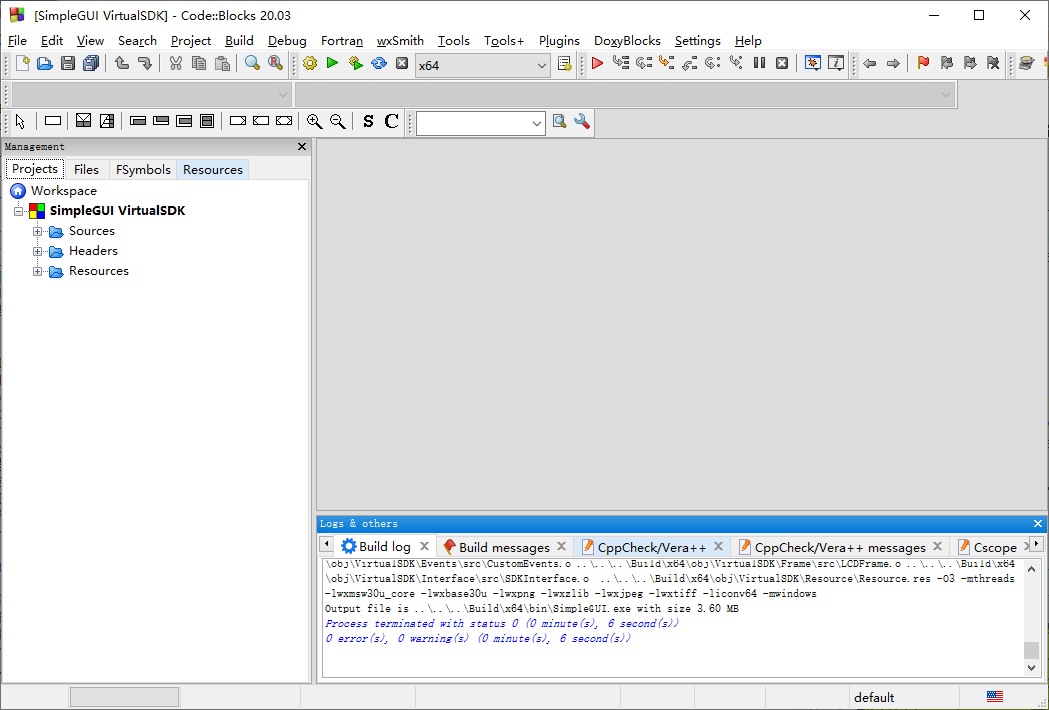 [SimpleGUI VirtualSDK] - Code::Blocks 20.03
File Edit View Search Project Build Debug Fortran wxSmith Tools Tools+ Plugins DoxyBlocks Settings Help
x64
S C
Management
Projects Files FSymbols Resources
Workspace
SimpleGUI VirtualSDK
Sources
Headers
Resources
Logs & others
Build log Build messages CppCheck/Vera++ CppCheck/Vera++ messages Cscope
\obj\VirtualSDK\Events\src\CustomEvents.o ..\..\..\Build\x64\obj\VirtualSDK\Frame\src\LCDFrame.o ..\..\..\Build\x64
\obj\VirtualSDK\Interface\src\SDKInterface.o ..\..\..\Build\x64\obj\VirtualSDK\Resource\Resource.res -O3 -mthreads
-lwxmsw30u_core -lwxbase30u -lwxpng -lwxzlib -lwxjpeg -lwxtiff -liconv64 -mwindows
Output file is ..\..\..\Build\x64\bin\SimpleGUI.exe with size 3.60 MB
Process terminated with status 0 (0 minute(s), 6 second(s))
0 error(s), 0 warning(s) (0 minute(s), 6 second(s))
default